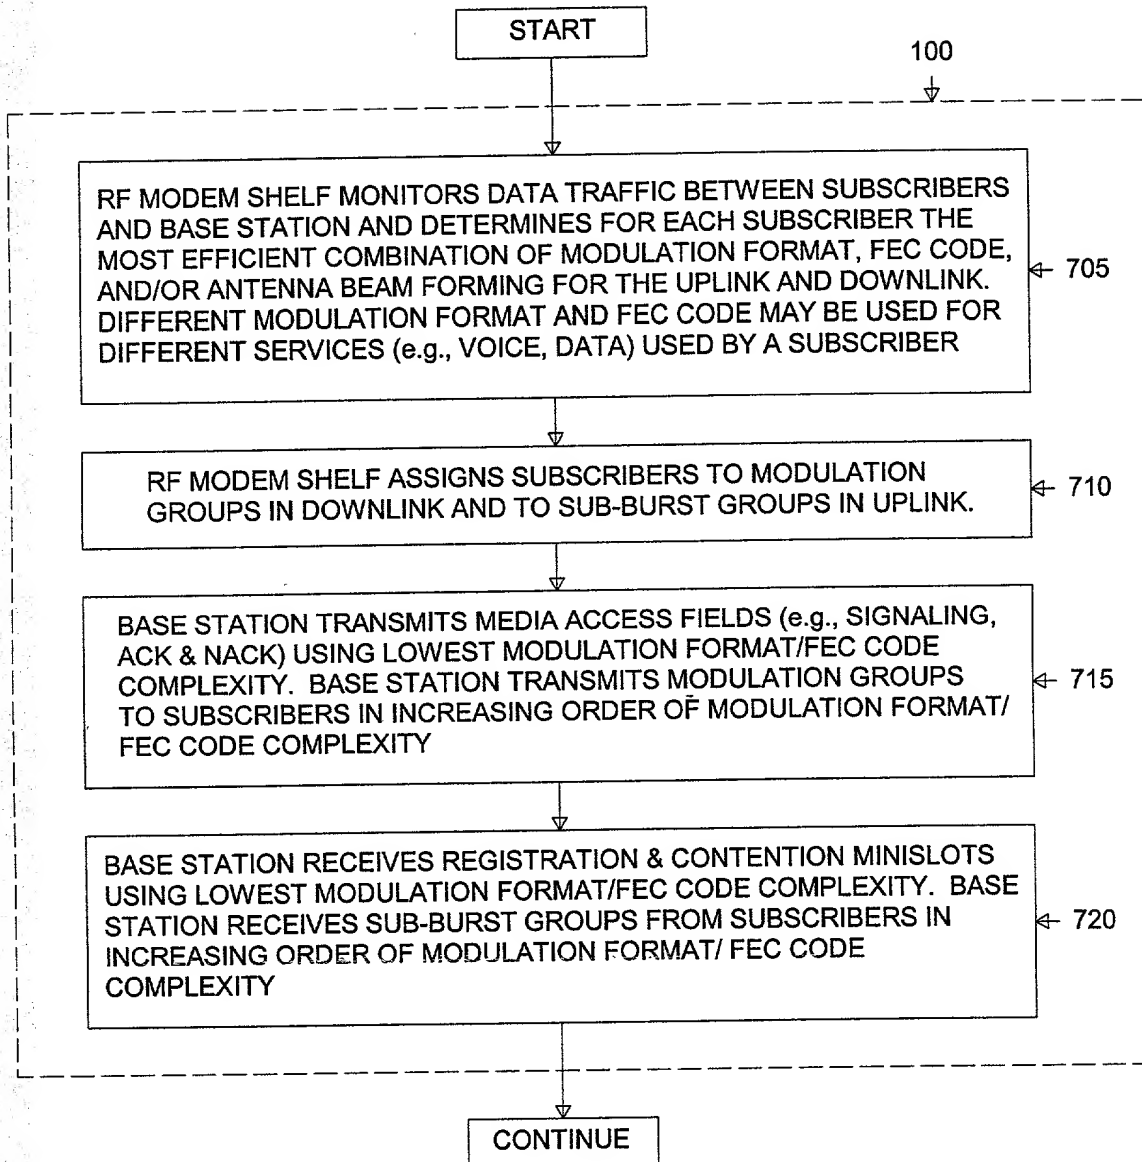 START
100
RF MODEM SHELF MONITORS DATA TRAFFIC BETWEEN SUBSCRIBERS
AND BASE STATION AND DETERMINES FOR EACH SUBSCRIBER THE
MOST EFFICIENT COMBINATION OF MODULATION FORMAT, FEC CODE,
AND/OR ANTENNA BEAM FORMING FOR THE UPLINK AND DOWNLINK.
DIFFERENT MODULATION FORMAT AND FEC CODE MAY BE USED FOR
DIFFERENT SERVICES (e.g., VOICE, DATA) USED BY A SUBSCRIBER
705
RF MODEM SHELF ASSIGNS SUBSCRIBERS TO MODULATION
GROUPS IN DOWNLINK AND TO SUB-BURST GROUPS IN UPLINK.
710
BASE STATION TRANSMITS MEDIA ACCESS FIELDS (e.g., SIGNALING,
ACK & NACK) USING LOWEST MODULATION FORMAT/FEC CODE
COMPLEXITY. BASE STATION TRANSMITS MODULATION GROUPS
TO SUBSCRIBERS IN INCREASING ORDER OF MODULATION FORMAT/
FEC CODE COMPLEXITY
715
BASE STATION RECEIVES REGISTRATION & CONTENTION MINISLOTS
USING LOWEST MODULATION FORMAT/FEC CODE COMPLEXITY. BASE
STATION RECEIVES SUB-BURST GROUPS FROM SUBSCRIBERS IN
INCREASING ORDER OF MODULATION FORMAT/ FEC CODE
COMPLEXITY
720
CONTINUE